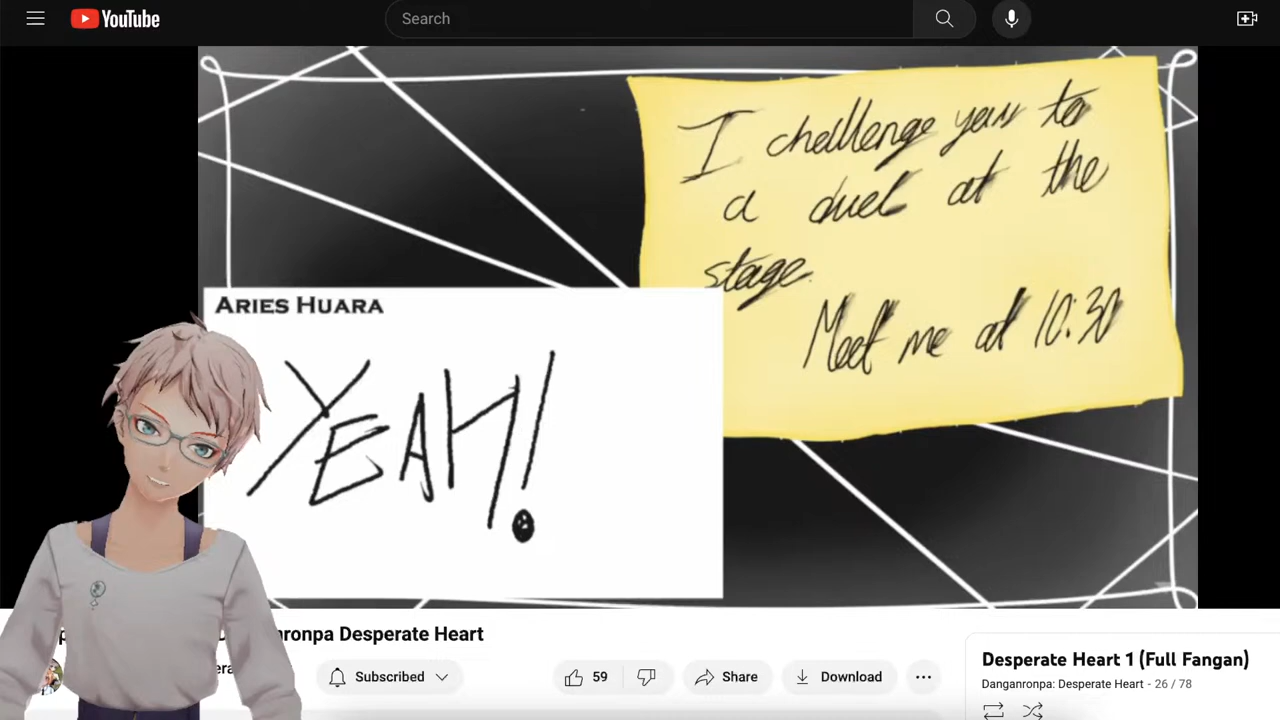 YouTube
Search
I challenge you to
a duel at the
stage.
Meet me at 10:30
ARIES HUARA
YEAH!
ronpa Desperate Heart
Subscribed
59
Share
Download
Desperate Heart 1 (Full Fangan)
Danganronpa: Desperate Heart - 26 / 78